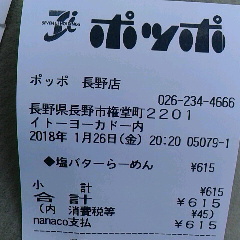 ポッポ
ポッポ 長野店
026-234-4666
長野県長野市権堂町2201
イトーヨーカドー内
2018年 1月26日(金) 20:20 05079-1
◆塩バターらーめん ¥615
小 計 ¥615
合 計 ¥615
(内 消費税等 ¥45)
nanaco支払 ¥615